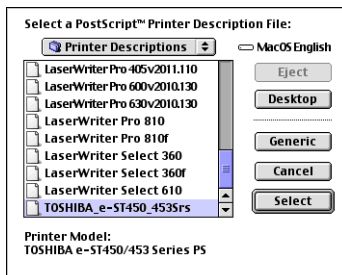 Select a PostScript™ Printer Description File:
Printer Descriptions
MacOS English
LaserWriter Pro 405v2011.110
LaserWriter Pro 600v2010.130
LaserWriter Pro 630v2010.130
LaserWriter Pro 810
LaserWriter Pro 810f
LaserWriter Select 360
LaserWriter Select 360f
LaserWriter Select 610
TOSHIBA_e-ST450_453Srs
Eject
Desktop
Generic
Cancel
Select
Printer Model:
TOSHIBA e-ST450/453 Series PS